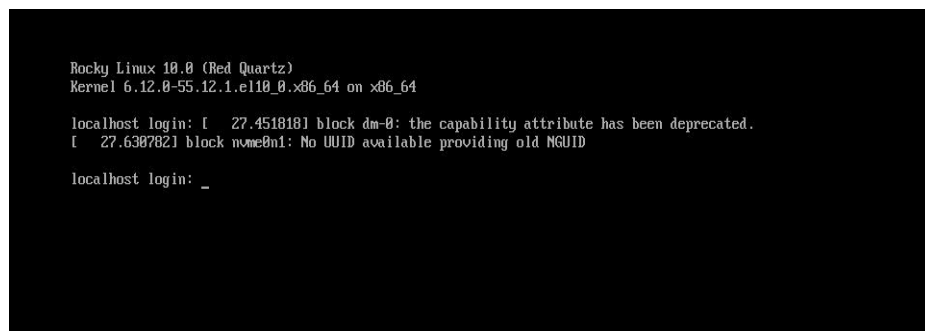 Rocky Linux 10.0 (Red Quartz)
Kernel 6.12.0-55.12.1.el10_0.x86_64 on x86_64
localhost login: [   27.451818] block dm-0: the capability attribute has been deprecated.
[   27.630782] block nvme0n1: No UUID available providing old NGUID
localhost login: _